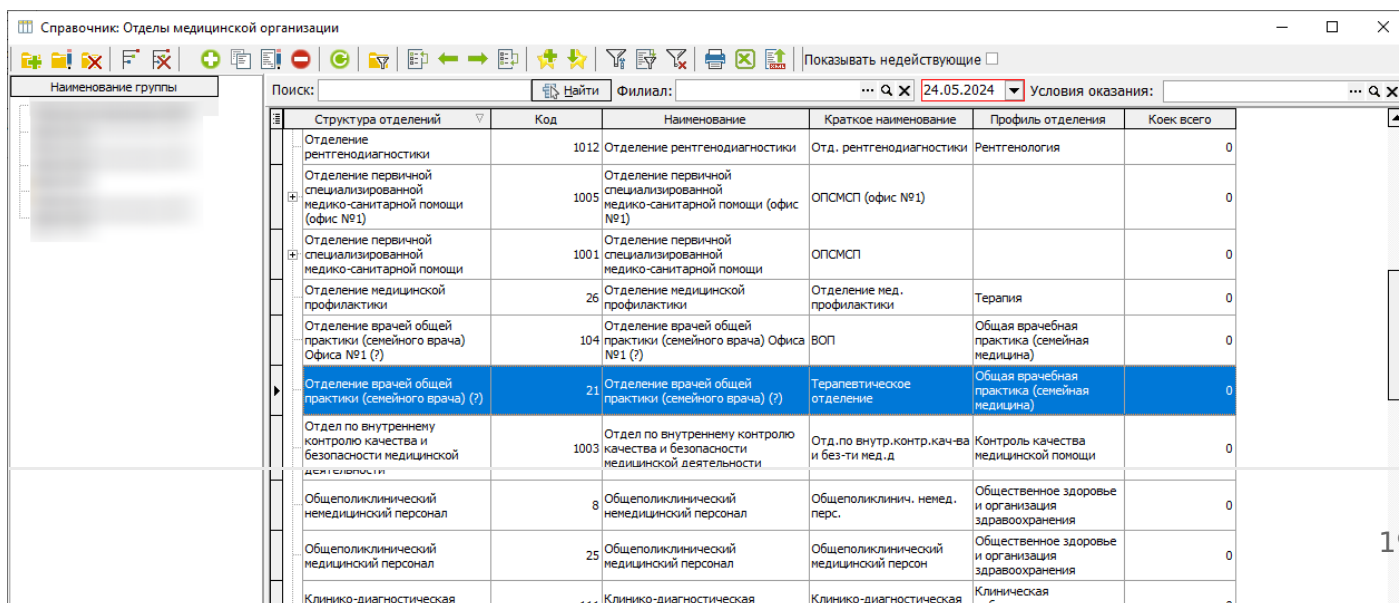 Справочник: Отделы медицинской организации
Показывать недействующие
Наименование группы
Поиск: Найти Филиал: 24.05.2024 Условия оказания:
Структура отделений Код Наименование Краткое наименование Профиль отделения Коек всего
Отделение
рентгенодиагностики
1012 Отделение рентгенодиагностики Отд. рентгенодиагностики Рентгенология 0
Отделение первичной
специализированной
медико-санитарной помощи
(офис №1)
1005
Отделение первичной
специализированной
медико-санитарной помощи (офис
№1)
ОПСМСП (офис №1) 0
Отделение первичной
специализированной
медико-санитарной помощи
1001
Отделение первичной
специализированной
медико-санитарной помощи
ОПСМСП 0
Отделение медицинской
профилактики
26
Отделение медицинской
профилактики
Отделение мед.
профилактики
Терапия 0
Отделение врачей общей
практики (семейного врача)
Офиса №1 (?)
104
Отделение врачей общей
практики (семейного врача) Офиса
№1 (?)
ВОП
Общая врачебная
практика (семейная
медицина)
0
Отделение врачей общей
практики (семейного врача) (?)
21
Отделение врачей общей
практики (семейного врача) (?)
Терапевтическое
отделение
Общая врачебная
практика (семейная
медицина)
0
Отдел по внутреннему
контролю качества и
безопасности медицинской
деятельности
1003
Отдел по внутреннему контролю
качества и безопасности
медицинской деятельности
Отд.по внутр.контр.кач-ва
и без-ти мед.д
Контроль качества
медицинской помощи
0
Общеполиклинический
немедицинский персонал
8
Общеполиклинический
немедицинский персонал
Общеполиклинич. немед.
перс.
Общественное здоровье
и организация
здравоохранения
0
Общеполиклинический
медицинский персонал
25
Общеполиклинический
медицинский персонал
Общеполиклинический
медицинский персон
Общественное здоровье
и организация
здравоохранения
0
Клинико-диагностическая
Клинико-диагностическая
Клинико-диагностическая
Клиническая